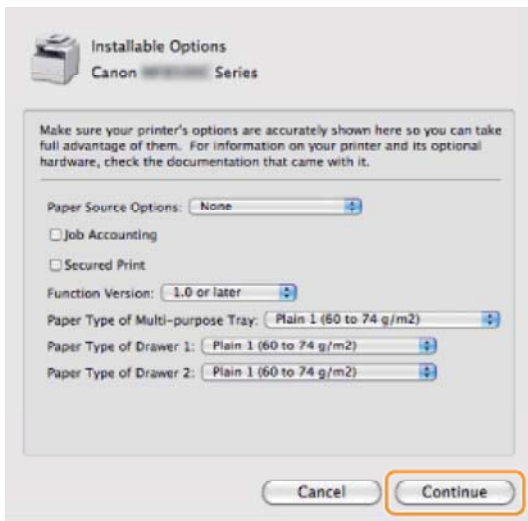 Installable Options
Canon Series
Make sure your printer's options are accurately shown here so you can take
full advantage of them. For information on your printer and its optional
hardware, check the documentation that came with it.
Paper Source Options: None
Job Accounting
Secured Print
Function Version: 1.0 or later
Paper Type of Multi-purpose Tray: Plain 1 (60 to 74 g/m2)
Paper Type of Drawer 1: Plain 1 (60 to 74 g/m2)
Paper Type of Drawer 2: Plain 1 (60 to 74 g/m2)
Cancel Continue